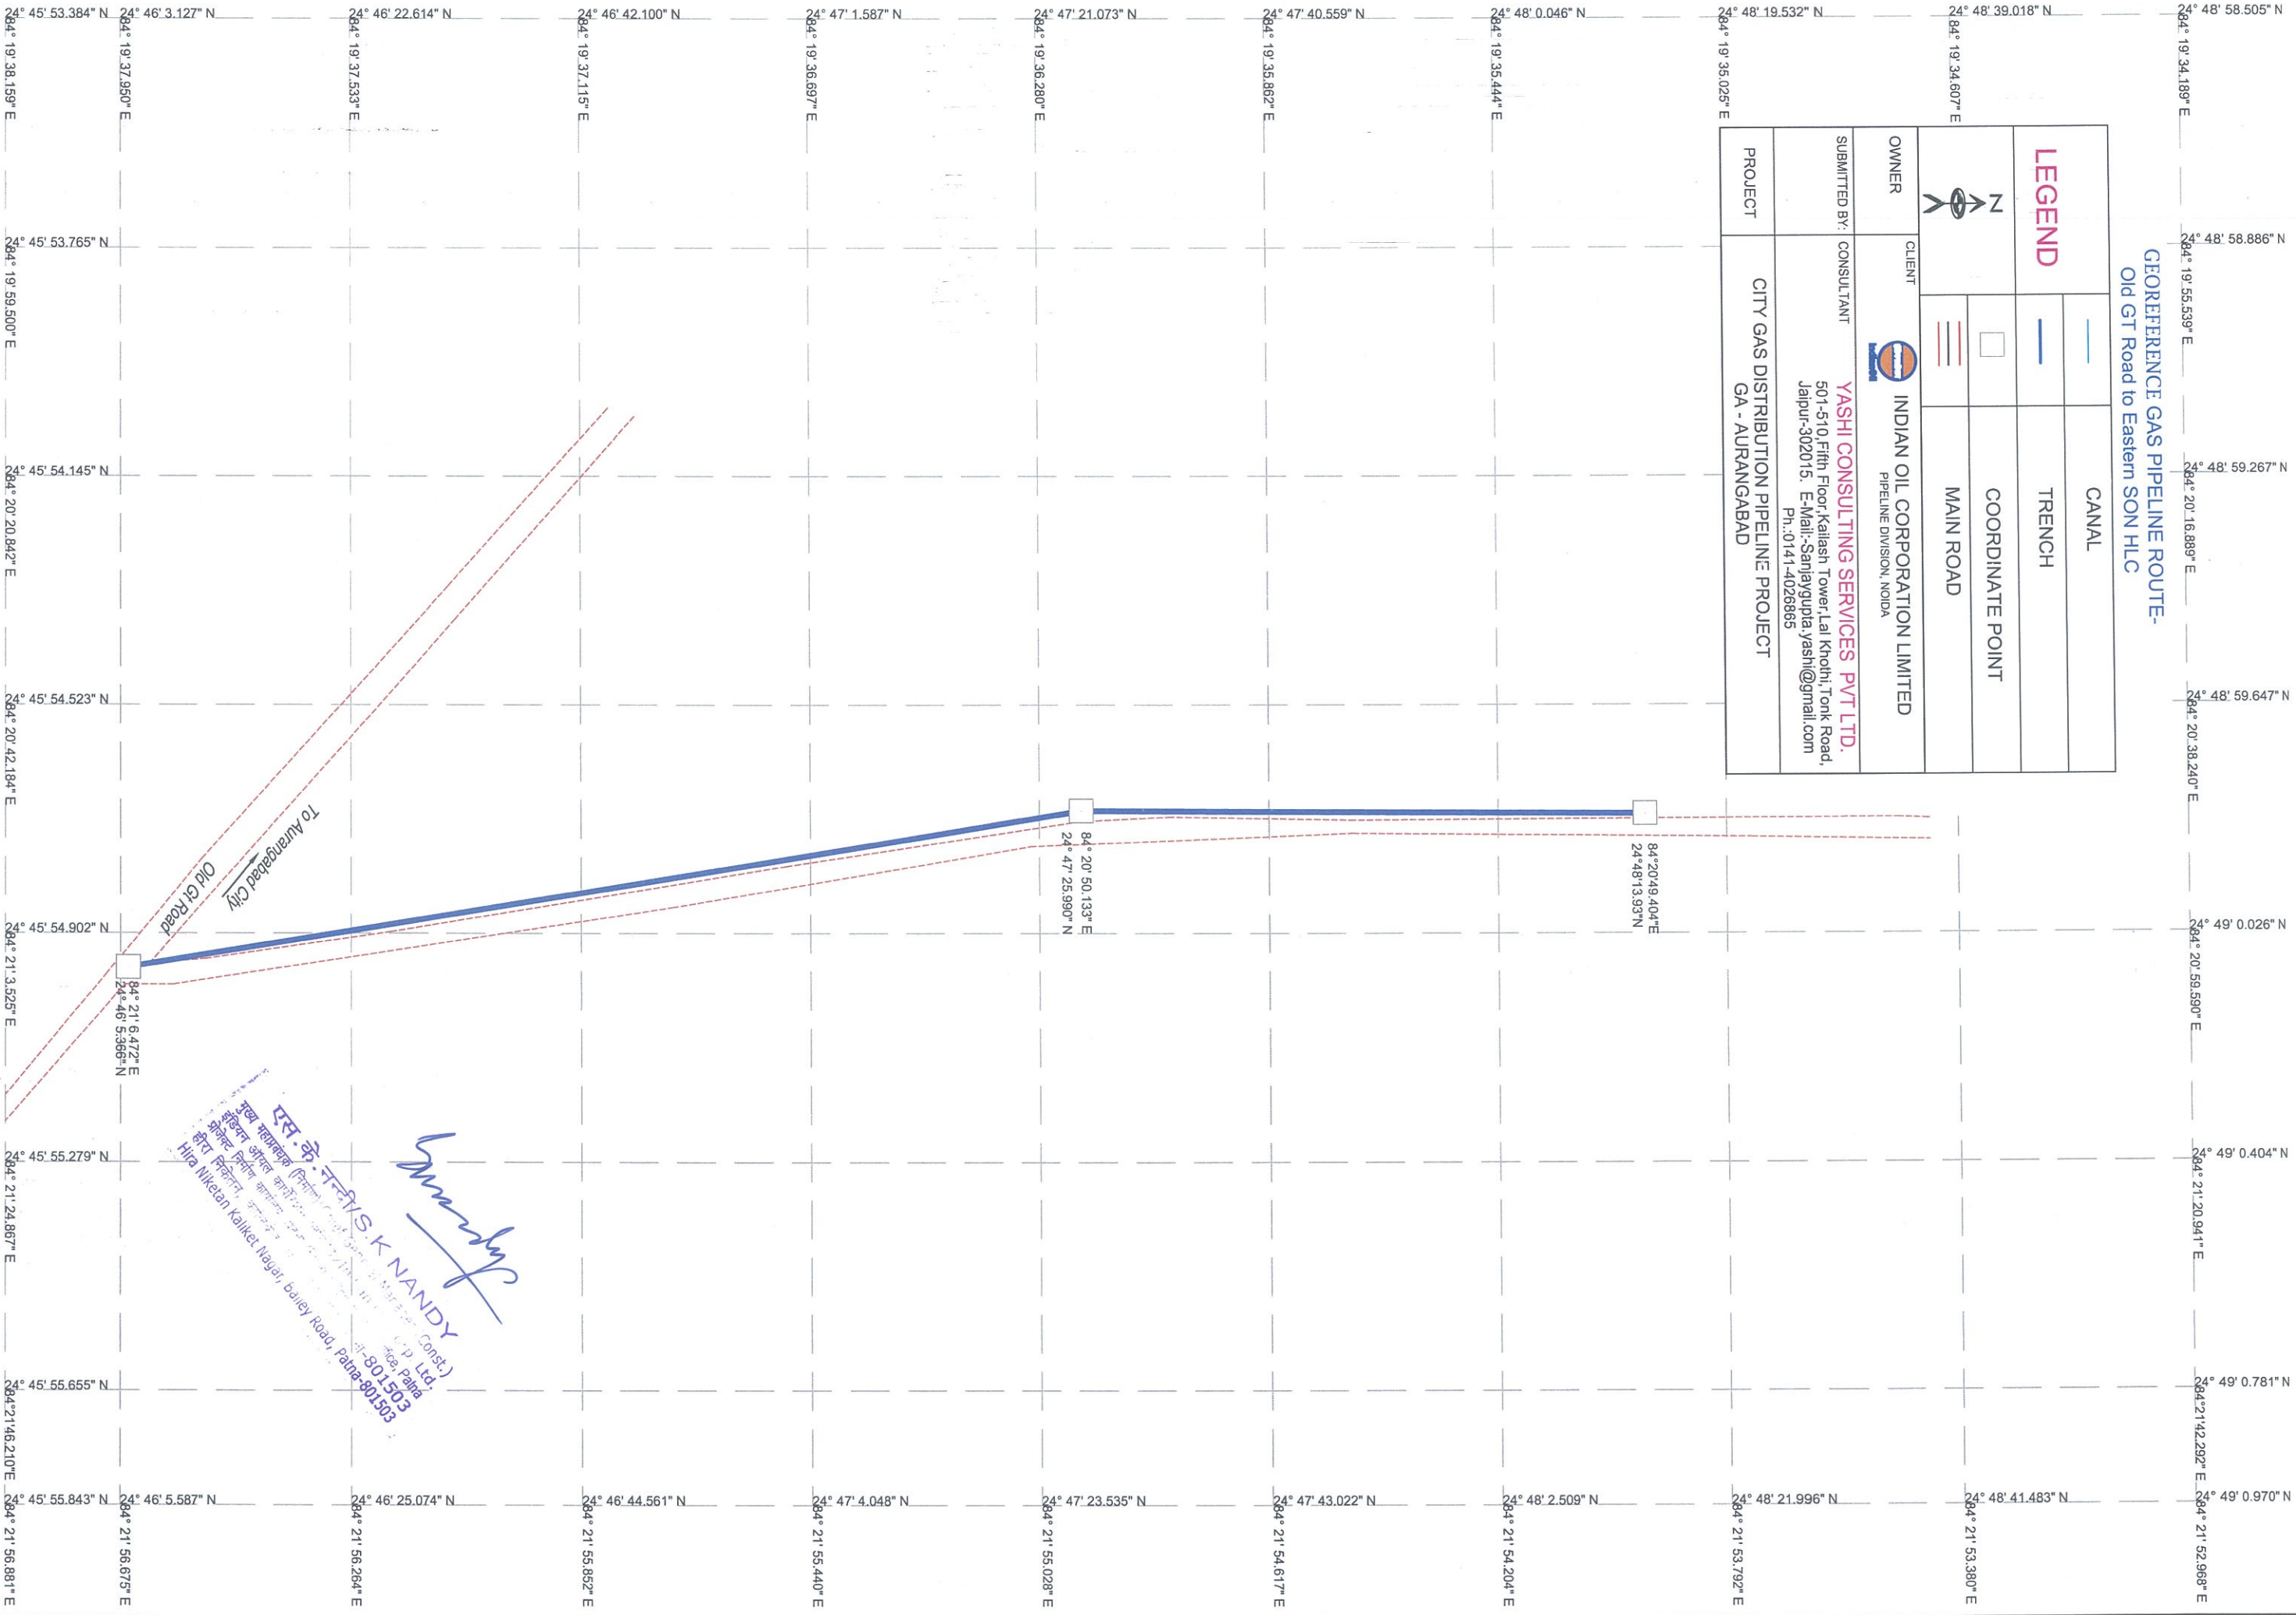 24° 45' 53.384" N
24° 46' 3.127" N
24° 46' 22.614" N
24° 46' 42.100" N
24° 47' 1.587" N
24° 47' 21.073" N
24° 47' 40.559" N
24° 48' 0.046" N
24° 48' 19.532" N
24° 48' 39.018" N
24° 48' 58.505" N
84° 19' 38.159" E
84° 19' 37.950" E
84° 19' 37.533" E
84° 19' 37.115" E
84° 19' 36.697" E
84° 19' 36.280" E
84° 19' 35.862" E
84° 19' 35.444" E
84° 19' 35.025" E
84° 19' 34.607" E
84° 19' 34.189" E
GEOREFERENCE GAS PIPELINE ROUTE-
Old GT Road to Eastern SON HLC
LEGEND
CANAL
TRENCH
COORDINATE POINT
MAIN ROAD
N
OWNER
CLIENT
INDIAN OIL CORPORATION LIMITED
PIPELINE DIVISION, NOIDA
IndianOil
SUBMITTED BY:
CONSULTANT
YASHI CONSULTING SERVICES PVT LTD.
501-510,Fifth Floor,Kailash Tower,Lal Khothi,Tonk Road,
Jaipur-302015. E-Mail:-Sanjaygupta.yashi@gmail.com
Ph.:0141-4026865
PROJECT
CITY GAS DISTRIBUTION PIPELINE PROJECT
GA - AURANGABAD
24° 45' 53.765" N
84° 19' 59.500" E
24° 45' 54.145" N
84° 20' 20.842" E
24° 45' 54.523" N
84° 20' 42.184" E
24° 45' 54.902" N
84° 21' 3.525" E
24° 45' 55.279" N
84° 21' 24.867" E
24° 45' 55.655" N
84°21'46.210"E
24° 48' 58.886" N
84° 19' 55.539" E
24° 48' 59.267" N
84° 20' 16.889" E
24° 48' 59.647" N
84° 20' 38.240" E
24° 49' 0.026" N
84° 20' 59.590" E
24° 49' 0.404" N
84° 21' 20.941" E
24° 49' 0.781" N
84°21'42.292" E
To Aurangabad City
Old Gt Road
84° 21' 6.472" E
24° 46' 5.366" N
84° 20' 50.133" E
24° 47' 25.990" N
84°20'49.404"E
24°48'13.93"N
एस. के. नन्दी/S.K NANDY
मुख्य महाप्रबंधक (निर्माण) Const.)
इंडियन ऑयल Ltd.
प्रोजेक्ट निर्माण Patna
हीरा निकेतन, -801503
Hira Niketan Kaliket Nagar, Bailey Road, Patna-801503
24° 45' 55.843" N
24° 46' 5.587" N
24° 46' 25.074" N
24° 46' 44.561" N
24° 47' 4.048" N
24° 47' 23.535" N
24° 47' 43.022" N
24° 48' 2.509" N
24° 48' 21.996" N
24° 48' 41.483" N
24° 49' 0.970" N
84° 21' 56.881" E
84° 21' 56.675" E
84° 21' 56.264" E
84° 21' 55.852" E
84° 21' 55.440" E
84° 21' 55.028" E
84° 21' 54.617" E
84° 21' 54.204" E
84° 21' 53.792" E
84° 21' 53.380" E
84° 21' 52.968" E